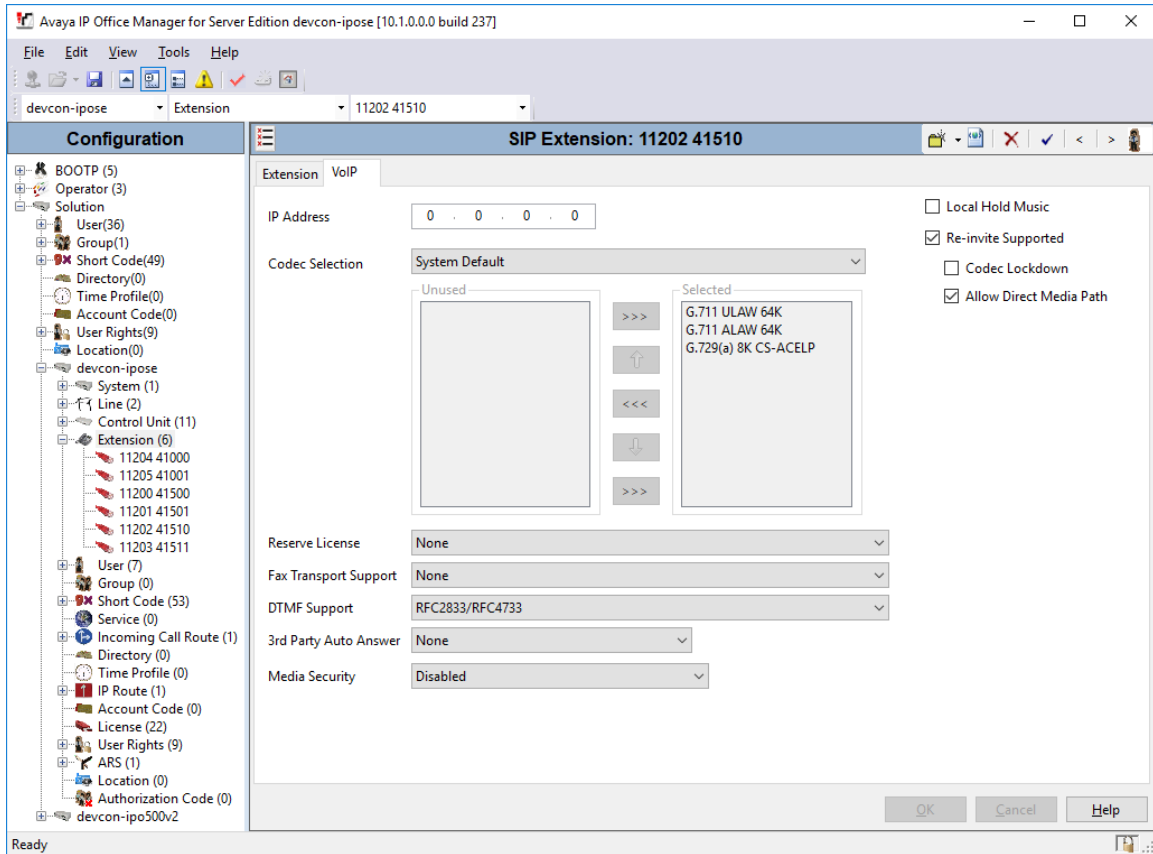 Avaya IP Office Manager for Server Edition devcon-ipose [10.1.0.0.0 build 237]
File Edit View Tools Help
devcon-ipose Extension 11202 41510
Configuration
BOOTP (5)
Operator (3)
Solution
User(36)
Group(1)
Short Code(49)
Directory(0)
Time Profile(0)
Account Code(0)
User Rights(9)
Location(0)
devcon-ipose
System (1)
Line (2)
Control Unit (11)
Extension (6)
11204 41000
11205 41001
11200 41500
11201 41501
11202 41510
11203 41511
User (7)
Group (0)
Short Code (53)
Service (0)
Incoming Call Route (1)
Directory (0)
Time Profile (0)
IP Route (1)
Account Code (0)
License (22)
User Rights (9)
ARS (1)
Location (0)
Authorization Code (0)
devcon-ipo500v2
SIP Extension: 11202 41510
Extension VoIP
IP Address 0 . 0 . 0 . 0
Codec Selection System Default
Unused
>>>
<<<
>>>
Selected
G.711 ULAW 64K
G.711 ALAW 64K
G.729(a) 8K CS-ACELP
Reserve License None
Fax Transport Support None
DTMF Support RFC2833/RFC4733
3rd Party Auto Answer None
Media Security Disabled
Local Hold Music
Re-invite Supported
Codec Lockdown
Allow Direct Media Path
OK Cancel Help
Ready